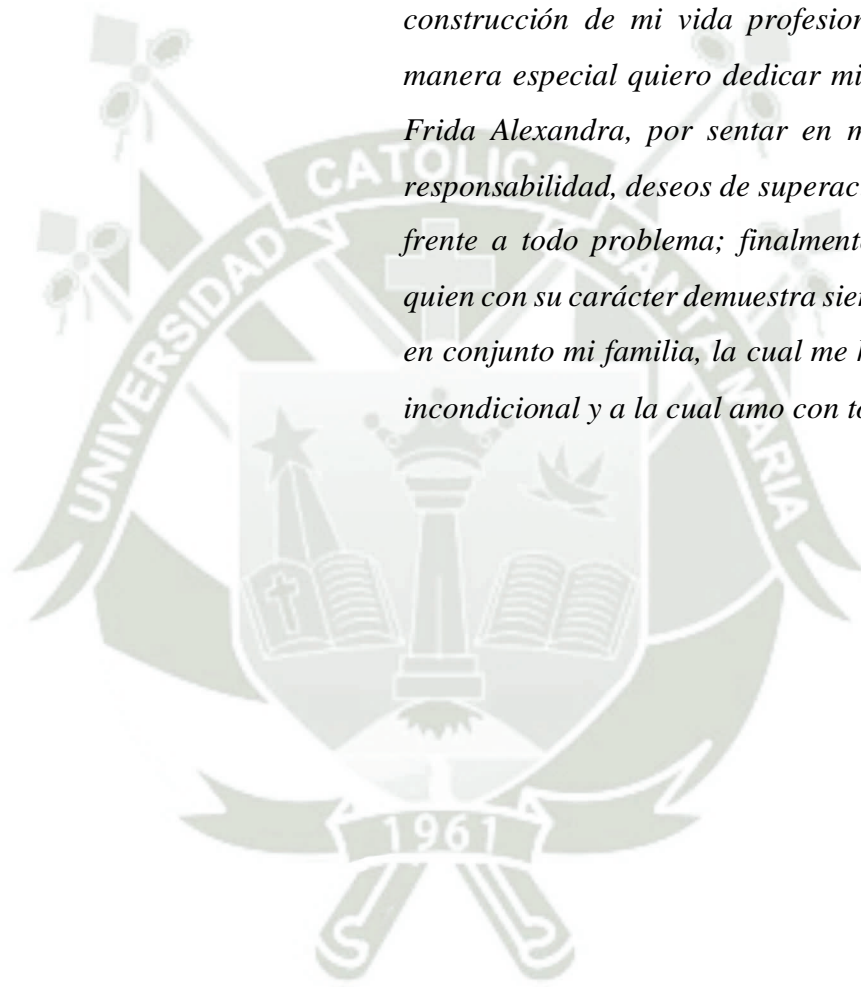 construcción de mi vida profesion
manera especial quiero dedicar mi
Frida Alexandra, por sentar en m
responsabilidad, deseos de superac
frente a todo problema; finalment
quien con su carácter demuestra sie
en conjunto mi familia, la cual me
incondicional y a la cual amo con to
UNIVERSIDAD CATOLICA SANTA MARIA
1961